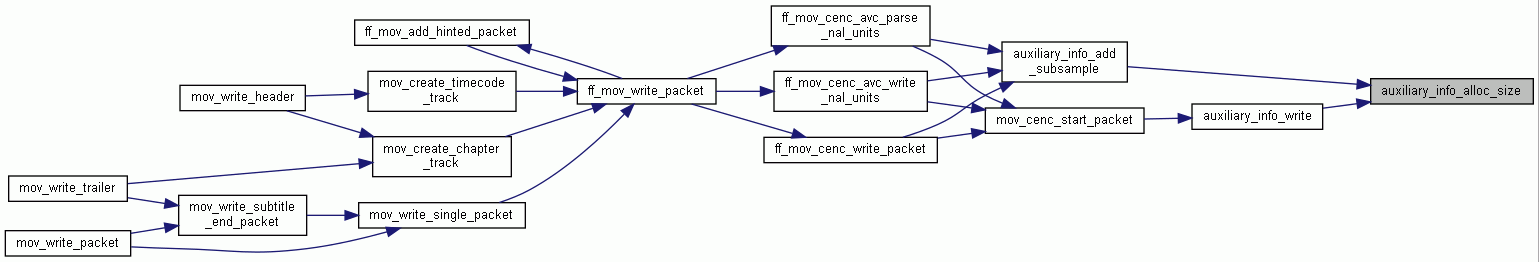 ff_mov_add_hinted_packet
ff_mov_cenc_avc_parse
_nal_units
auxiliary_info_add
_subsample
mov_write_header
mov_create_timecode
_track
ff_mov_write_packet
ff_mov_cenc_avc_write
_nal_units
auxiliary_info_alloc_size
mov_create_chapter
_track
ff_mov_cenc_write_packet
mov_cenc_start_packet
auxiliary_info_write
mov_write_trailer
mov_write_subtitle
_end_packet
mov_write_single_packet
mov_write_packet